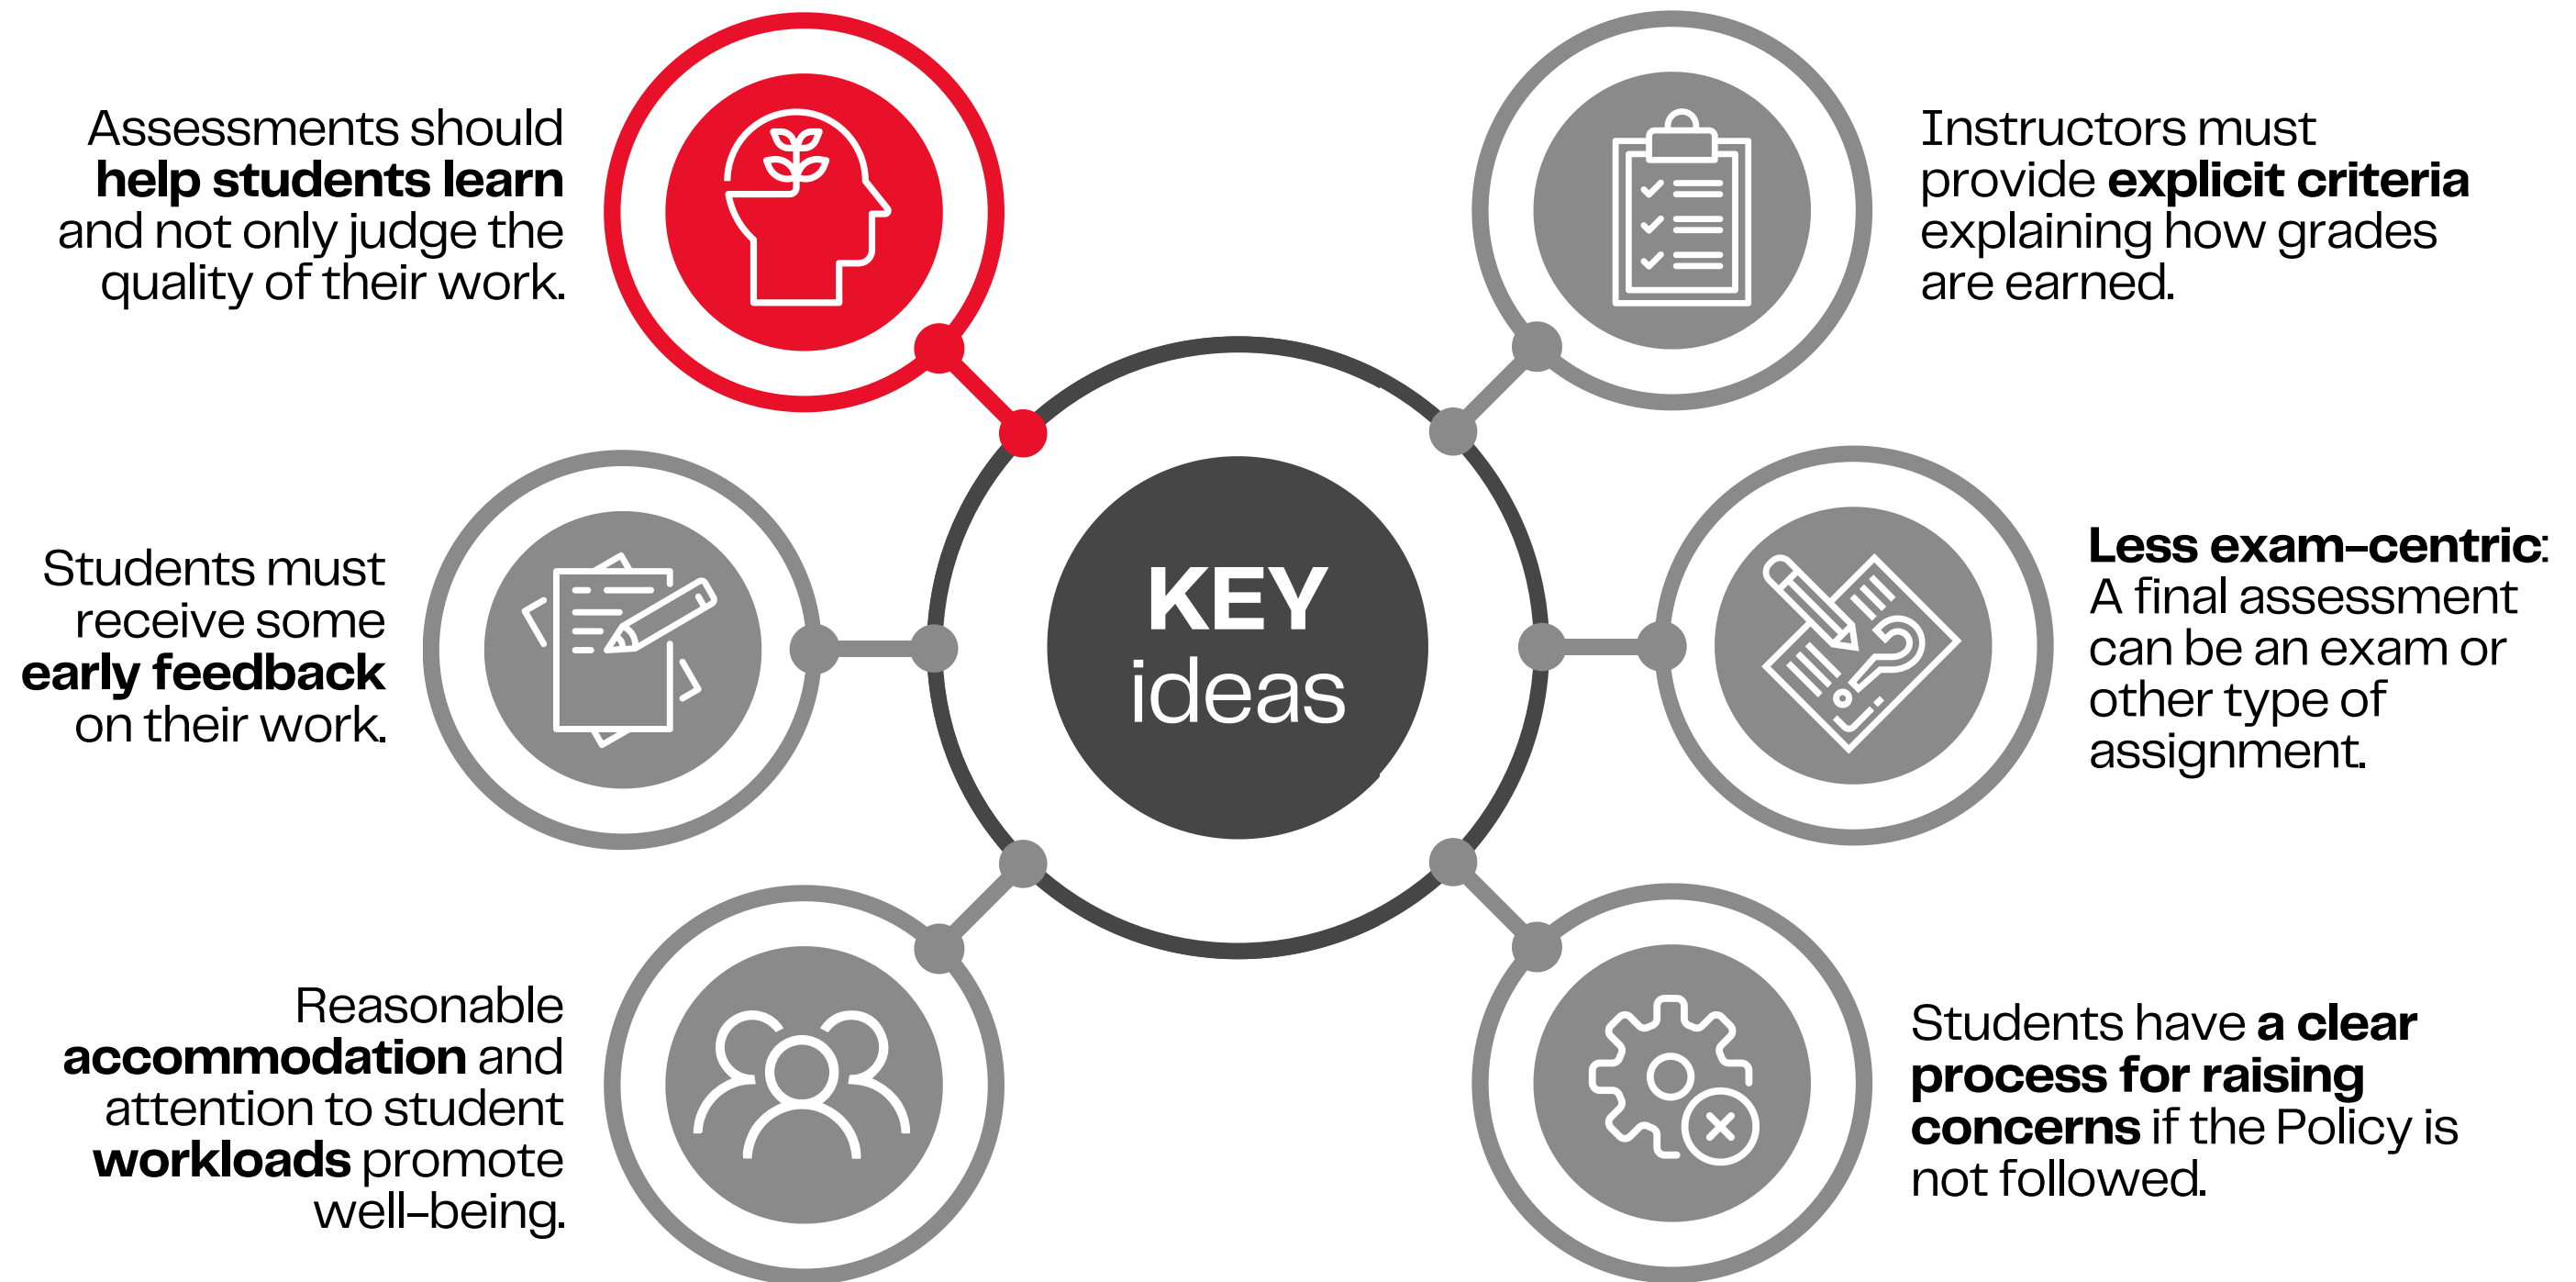 Assessments should
help students learn
and not only judge the
quality of their work.
Instructors must
provide explicit criteria
explaining how grades
are earned.
Students must
receive some
early feedback
on their work.
KEY
ideas
Less exam-centric:
A final assessment
can be an exam or
other type of
assignment.
Reasonable
accommodation and
attention to student
workloads promote
well-being.
Students have a clear
process for raising
concerns if the Policy is
not followed.